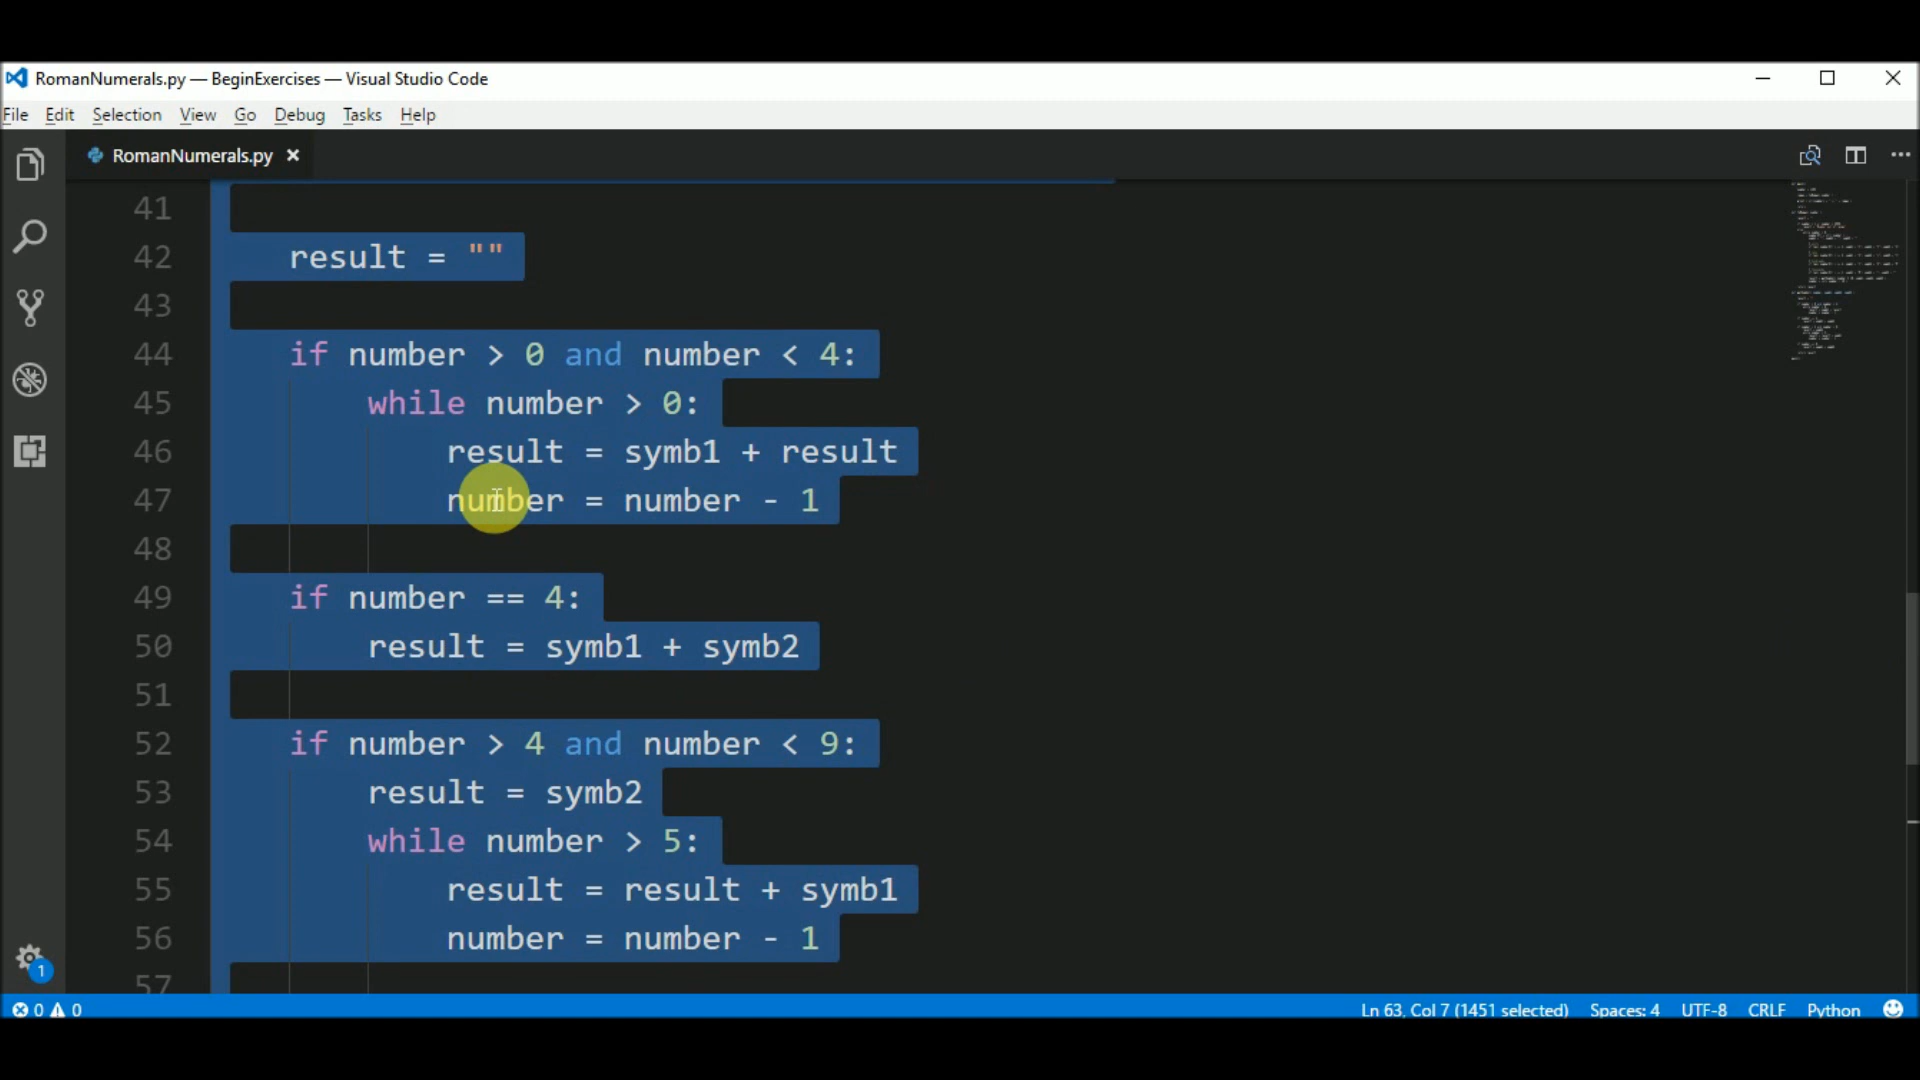 RomanNumerals.py — BeginExercises — Visual Studio Code
File Edit Selection View Go Debug Tasks Help
RomanNumerals.py ×
41
42 result = ""
43
44 if number > 0 and number < 4:
45 while number > 0:
46 result = symb1 + result
47 number = number - 1
48
49 if number == 4:
50 result = symb1 + symb2
51
52 if number > 4 and number < 9:
53 result = symb2
54 while number > 5:
55 result = result + symb1
56 number = number - 1
57
1
0 0 Ln 63, Col 7 (1451 selected) Spaces: 4 UTF-8 CRLF Python